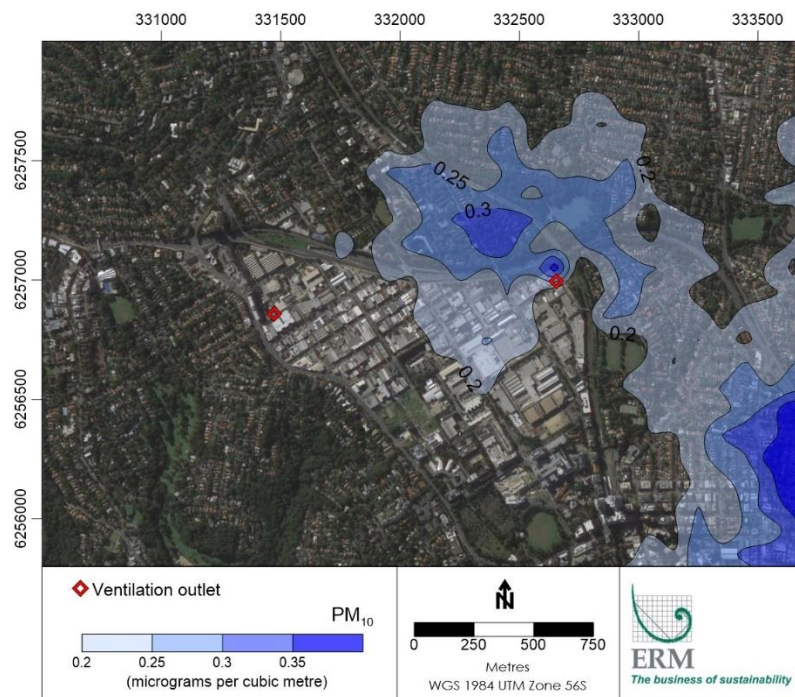 331000 331500 332000 332500 333000 333500
6257500
6257000
6256500
6256000
0.25
0.2
0.3
0.2
0.2
Ventilation outlet
PM10
0.2 0.25 0.3 0.35
(micrograms per cubic metre)
N
0 250 500 750
Metres
WGS 1984 UTM Zone 56S
ERM
The business of sustainability